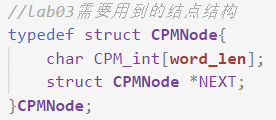 //lab03需要用到的结点结构
typedef struct CPMNode{
    char CPM_int[word_len];
    struct CPMNode *NEXT;
}CPMNode;